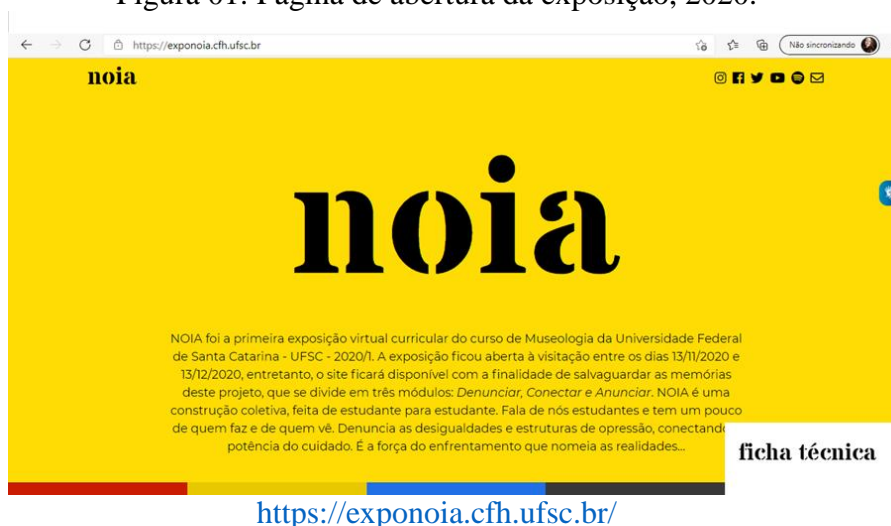 Figura 01: Página de abertura da exposição, 2020.
https://exponoia.cfh.ufsc.br
Não sincronizando
noia
noia
NOIA foi a primeira exposição virtual curricular do curso de Museologia da Universidade Federal
de Santa Catarina - UFSC - 2020/1. A exposição ficou aberta à visitação entre os dias 13/11/2020 e
13/12/2020, entretanto, o site ficará disponível com a finalidade de salvaguardar as memórias
deste projeto, que se divide em três módulos: Denunciar, Conectar e Anunciar. NOIA é uma
construção coletiva, feita de estudante para estudante. Fala de nós estudantes e tem um pouco
de quem faz e de quem vê. Denuncia as desigualdades e estruturas de opressão, conectand
potência do cuidado. É a força do enfrentamento que nomeia as realidades...
ficha técnica
https://exponoia.cfh.ufsc.br/